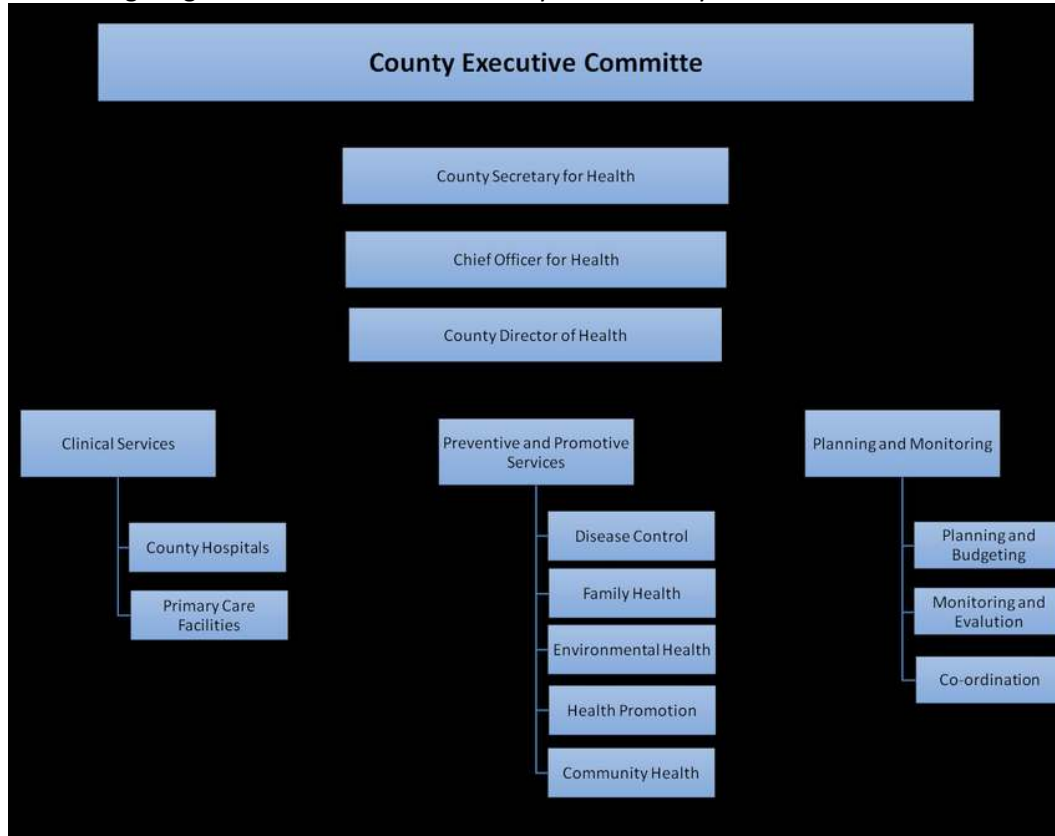 County Executive Committe
County Secretary for Health
Chief Officer for Health
County Director of Health
Clinical Services
County Hospitals
Primary Care
Facilities
Preventive and Promotive
Services
Disease Control
Family Health
Environmental Health
Health Promotion
Community Health
Planning and Monitoring
Planning and
Budgeting
Monitoring and
Evalution
Co-ordination